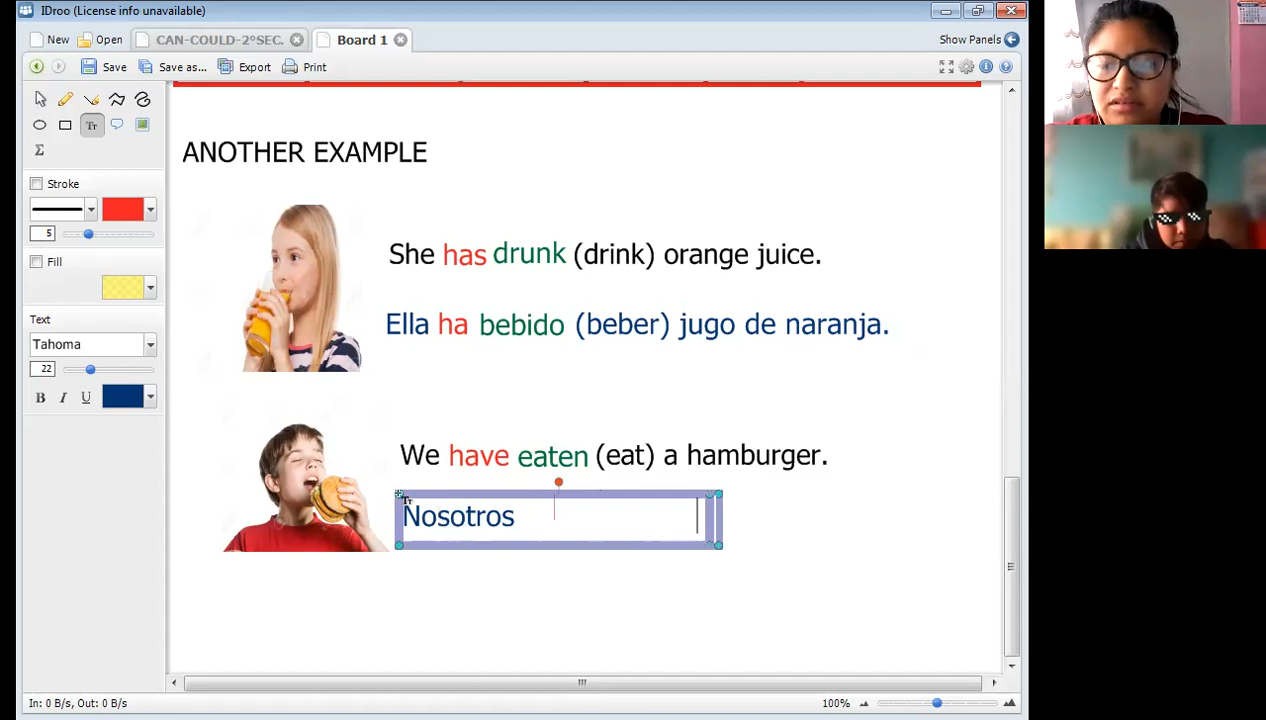 IDroo (License info unavailable)
New Open CAN-COULD-2°SEC. Board 1 Show Panels
Save Save as... Export Print
Tr
Σ
Stroke
5
Fill
Text
Tahoma
22
B I U
ANOTHER EXAMPLE
She has drunk (drink) orange juice.
Ella ha bebido (beber) jugo de naranja.
We have eaten (eat) a hamburger.
Nosotros
In: 0 B/s, Out: 0 B/s 100%